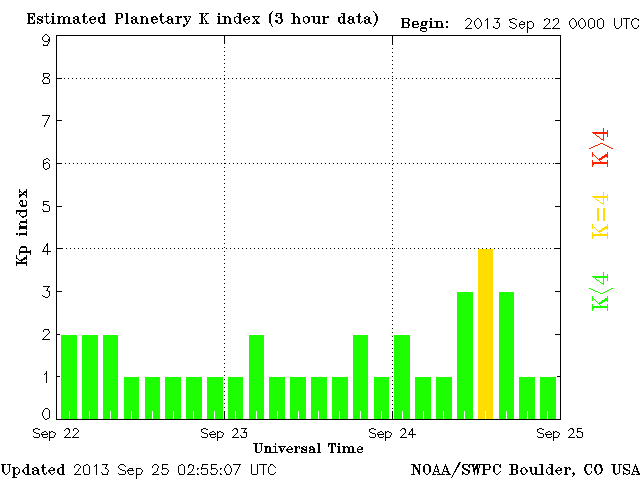 Estimated Planetary K index (3 hour data) Begin: 2013 Sep 22 0000 UTC
9
8
7
6
5
4
3
2
1
0
Kp index
K>4
K=4
K<4
Sep 22 Sep 23 Sep 24 Sep 25
Universal Time
Updated 2013 Sep 25 02:55:07 UTC NOAA/SWPC Boulder, CO USA